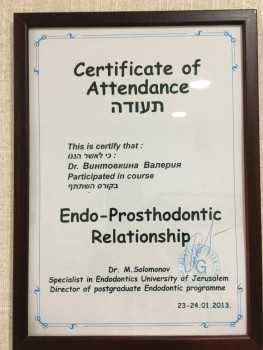 Certificate of
Attendance
תעודה
This is certify that :
כי לאשר הננו :
Dr. Винтовкина Валерия
Participated in course
בקורס השתתף
Endo-Prosthodontic
Relationship
Dr. M.Solomonov
Specialist in Endodontics University of Jerusalem
Director of postgraduate Endodontic programme
23-24.01.2013.